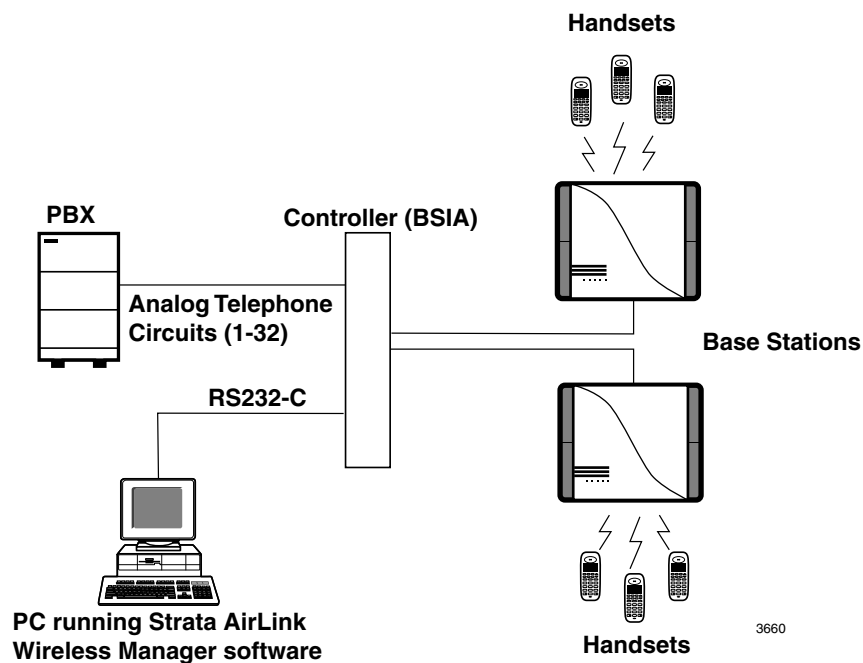 Handsets
PBX
Controller (BSIA)
Analog Telephone
Circuits (1-32)
Base Stations
RS232-C
PC running Strata AirLink
Wireless Manager software
Handsets
3660